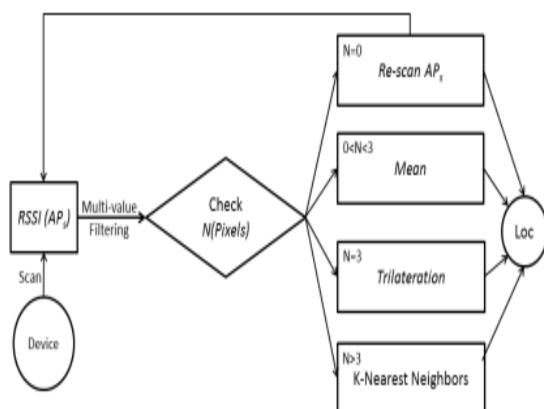 N=0
Re-scan APs
0<N<3
Mean
RSSI (APs)
Multi-value
Filtering
Check
N(Pixels)
Loc
Scan
N=3
Trilateration
Device
N>3
K-Nearest Neighbors